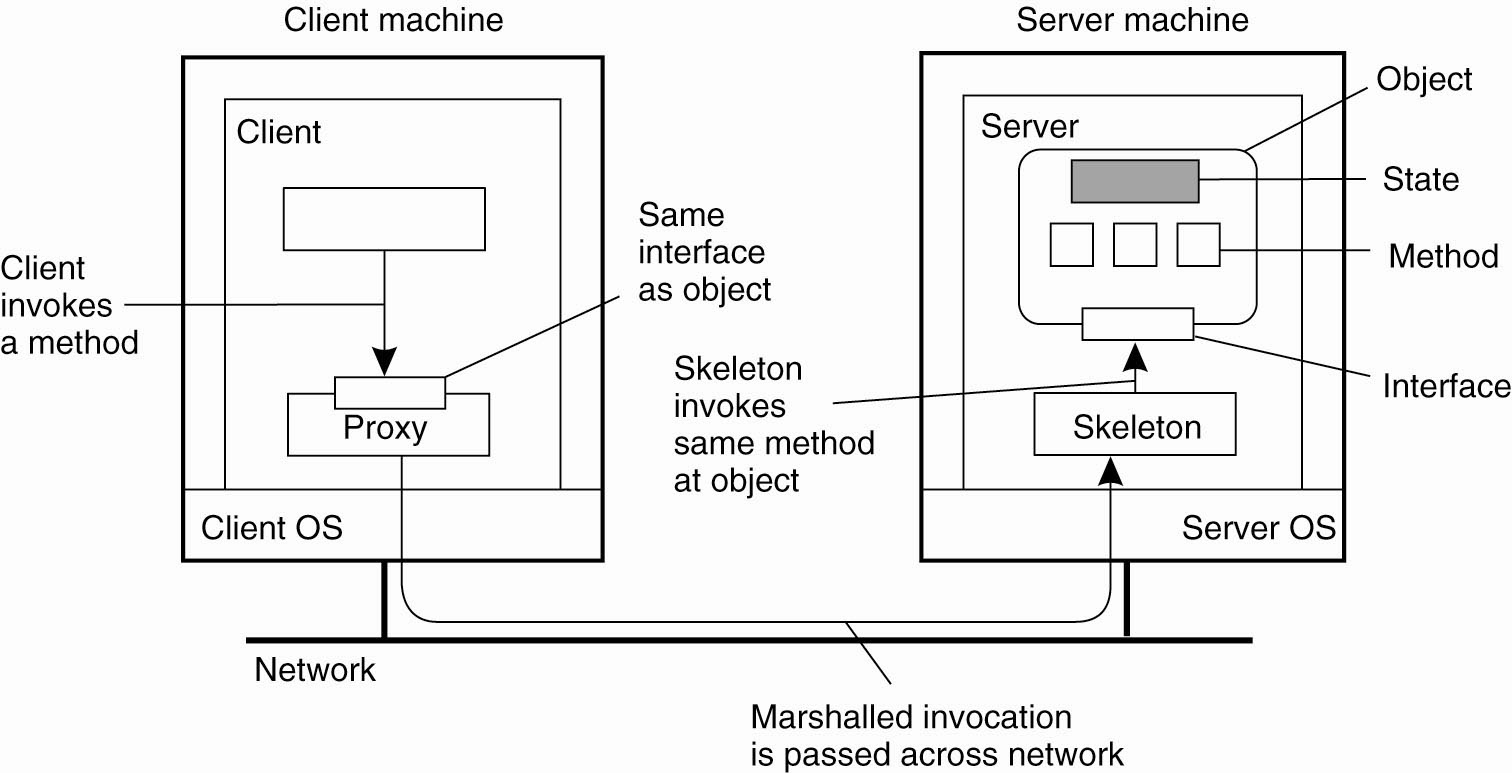 Client machine
Server machine
Client
Server
Object
State
Method
Interface
Client
invokes
a method
Same
interface
as object
Skeleton
invokes
same method
at object
Proxy
Skeleton
Client OS
Server OS
Network
Marshalled invocation
is passed across network